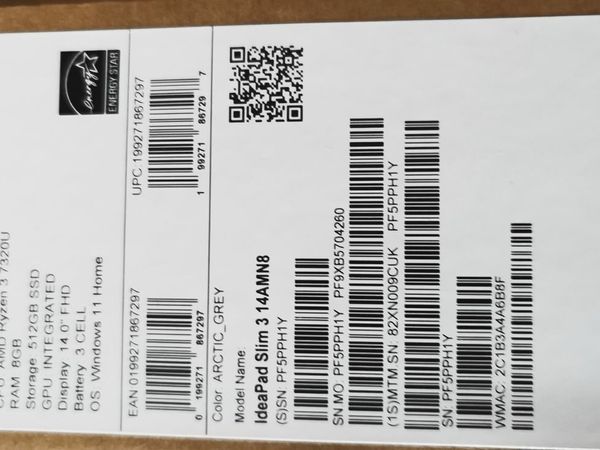 CPU AMD Ryzen 3 7320U
RAM 8GB
Storage 512GB SSD
GPU INTEGRATED
Display 14.0" FHD
Battery 3 CELL
OS Windows 11 Home
energy
ENERGY STAR
EAN 0199271867297
0 199271 867297
UPC 199271867297
1 99271 86729 7
Color ARCTIC_GREY
Model Name
IdeaPad Slim 3 14AMN8
(S)SN PF5PPH1Y
SN MO PF5PPH1Y PF9XB5704260
(1S)MTM SN 82XN009CUK PF5PPH1Y
SN PF5PPH1Y
WMAC: 2C1B3A4A6B8F